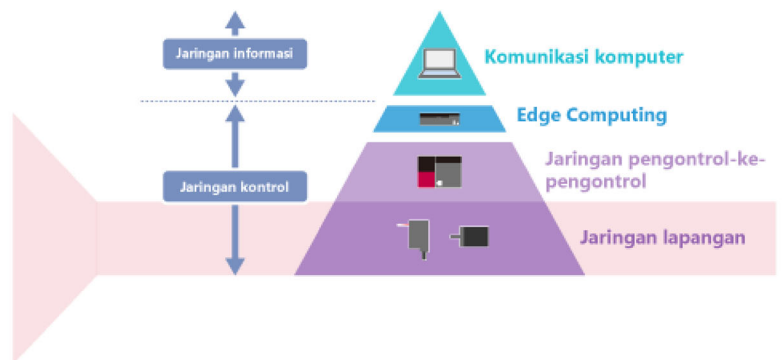 Jaringan informasi
Komunikasi komputer
Edge Computing
Jaringan pengontrol-ke-
pengontrol
Jaringan kontrol
Jaringan lapangan